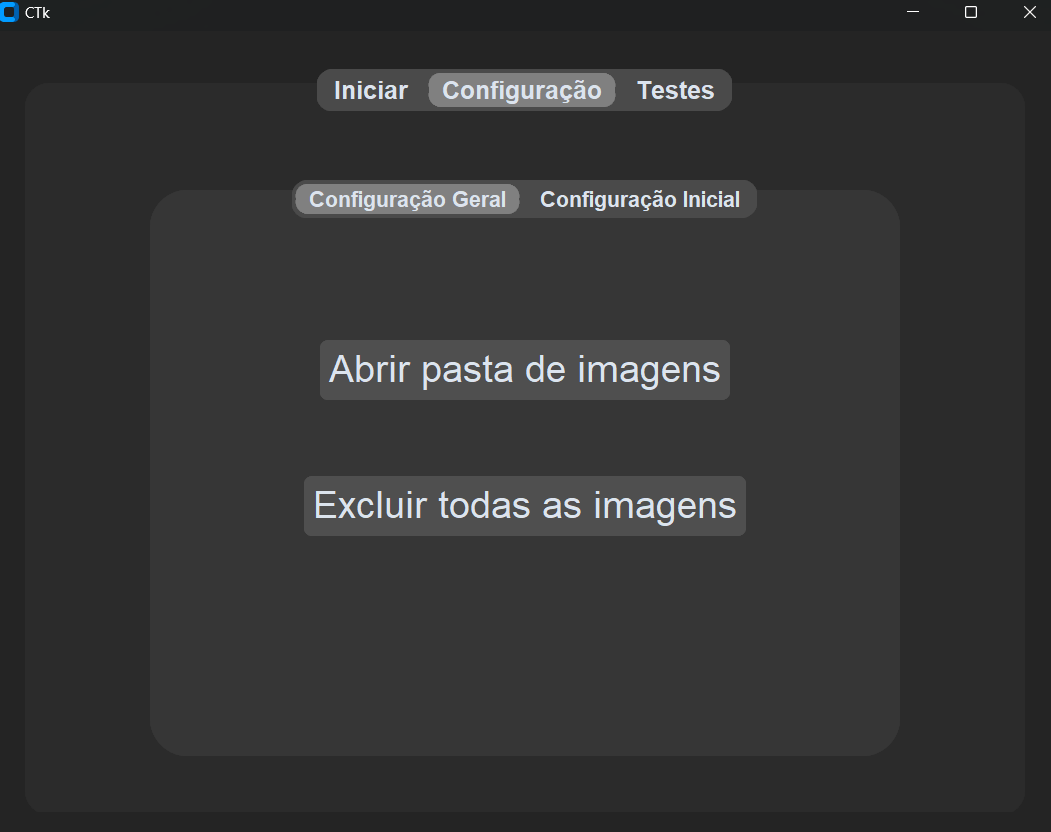 CTk
Iniciar Configuração Testes
Configuração Geral Configuração Inicial
Abrir pasta de imagens
Excluir todas as imagens